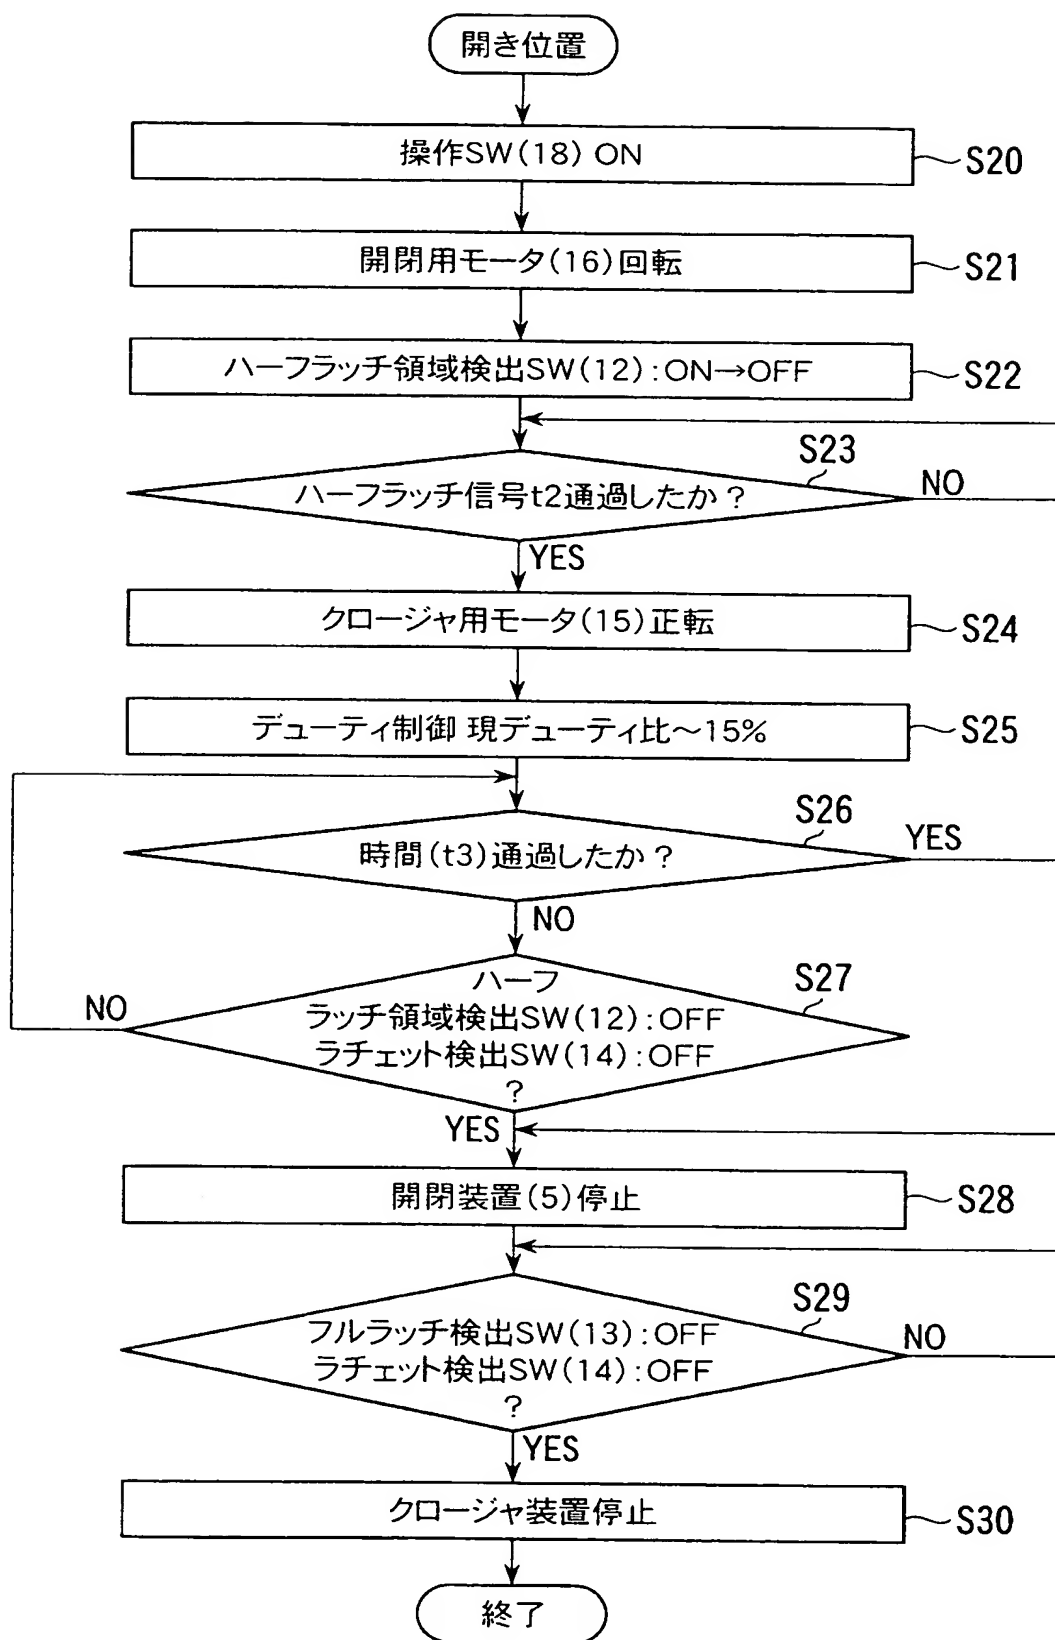 開き位置
操作SW(18) ON
S20
開閉用モータ(16)回転
S21
ハーフラッチ領域検出SW(12):ON→OFF
S22
S23
ハーフラッチ信号t2通過したか?
NO
YES
クロージャ用モータ(15)正転
S24
デューティ制御 現デューティ比～15%
S25
S26
時間(t3)通過したか?
YES
NO
S27
ハーフ
ラッチ領域検出SW(12):OFF
ラチェット検出SW(14):OFF
?
NO
YES
開閉装置(5)停止
S28
S29
フルラッチ検出SW(13):OFF
ラチェット検出SW(14):OFF
?
NO
YES
クロージャ装置停止
S30
終了